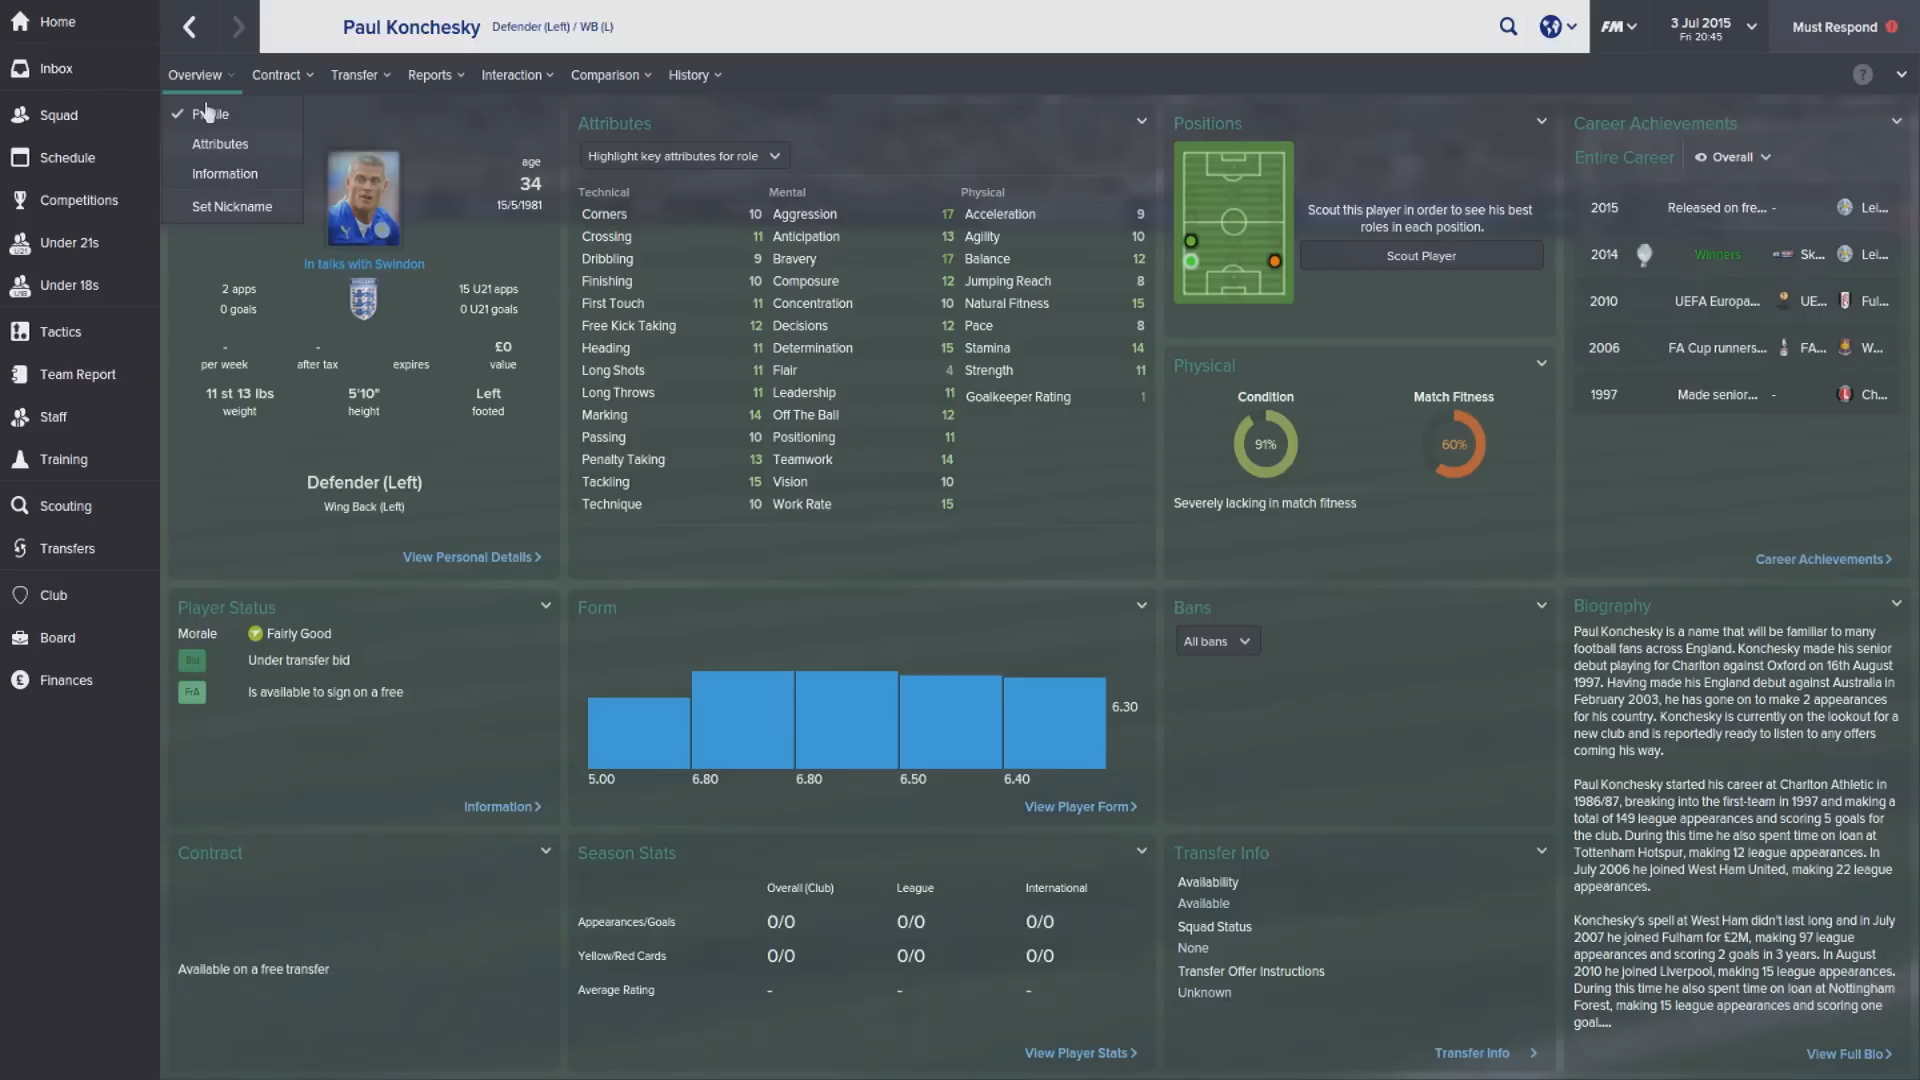 Home
Inbox
Squad
Schedule
Competitions
Under 21s
Under 18s
Tactics
Team Report
Staff
Training
Scouting
Transfers
Club
Board
Finances
Paul Konchesky Defender (Left) / WB (L)
FM
3 Jul 2015
Fri 20:45
Must Respond
Overview Contract Transfer Reports Interaction Comparison History
Profile
Attributes
Information
Set Nickname
age
34
15/5/1981
In talks with Swindon
2 apps 15 U21 apps
0 goals 0 U21 goals
- - £0
per week after tax expires value
11 st 13 lbs 5'10" Left
weight height footed
Defender (Left)
Wing Back (Left)
View Personal Details >
Attributes
Highlight key attributes for role
Technical Mental Physical
Corners 10 Aggression 17 Acceleration 9
Crossing 11 Anticipation 13 Agility 10
Dribbling 9 Bravery 17 Balance 12
Finishing 10 Composure 12 Jumping Reach 8
First Touch 11 Concentration 10 Natural Fitness 15
Free Kick Taking 12 Decisions 12 Pace 8
Heading 11 Determination 15 Stamina 14
Long Shots 11 Flair 4 Strength 11
Long Throws 11 Leadership 11 Goalkeeper Rating 1
Marking 14 Off The Ball 12
Passing 10 Positioning 11
Penalty Taking 13 Teamwork 14
Tackling 15 Vision 10
Technique 10 Work Rate 15
Positions
Scout this player in order to see his best
roles in each position.
Scout Player
Physical
Condition Match Fitness
91% 60%
Severely lacking in match fitness
Career Achievements
Entire Career Overall
2015 Released on fre... - Lei...
2014 Winners Sk... Lei...
2010 UEFA Europa... UE... Ful...
2006 FA Cup runners... FA... W...
1997 Made senior... - Ch...
Career Achievements >
Player Status
Morale Fairly Good
Bid Under transfer bid
FrA Is available to sign on a free
Information >
Form
6.30
5.00 6.80 6.80 6.50 6.40
View Player Form >
Bans
All bans
Biography
Paul Konchesky is a name that will be familiar to many
football fans across England. Konchesky made his senior
debut playing for Charlton against Oxford on 16th August
1997. Having made his England debut against Australia in
February 2003, he has gone on to make 2 appearances
for his country. Konchesky is currently on the lookout for a
new club and is reportedly ready to listen to any offers
coming his way.
Paul Konchesky started his career at Charlton Athletic in
1986/87, breaking into the first-team in 1997 and making a
total of 149 league appearances and scoring 5 goals for
the club. During this time he also spent time on loan at
Tottenham Hotspur, making 12 league appearances. In
July 2006 he joined West Ham United, making 22 league
appearances.
Konchesky's spell at West Ham didn't last long and in July
2007 he joined Fulham for £2M, making 97 league
appearances and scoring 2 goals in 3 years. In August
2010 he joined Liverpool, making 15 league appearances.
During this time he also spent time on loan at Nottingham
Forest, making 15 league appearances and scoring one
goal....
View Full Bio >
Contract
Available on a free transfer
Season Stats
Overall (Club) League International
Appearances/Goals 0/0 0/0 0/0
Yellow/Red Cards 0/0 0/0 0/0
Average Rating - - -
View Player Stats >
Transfer Info
Availability
Available
Squad Status
None
Transfer Offer Instructions
Unknown
Transfer Info >